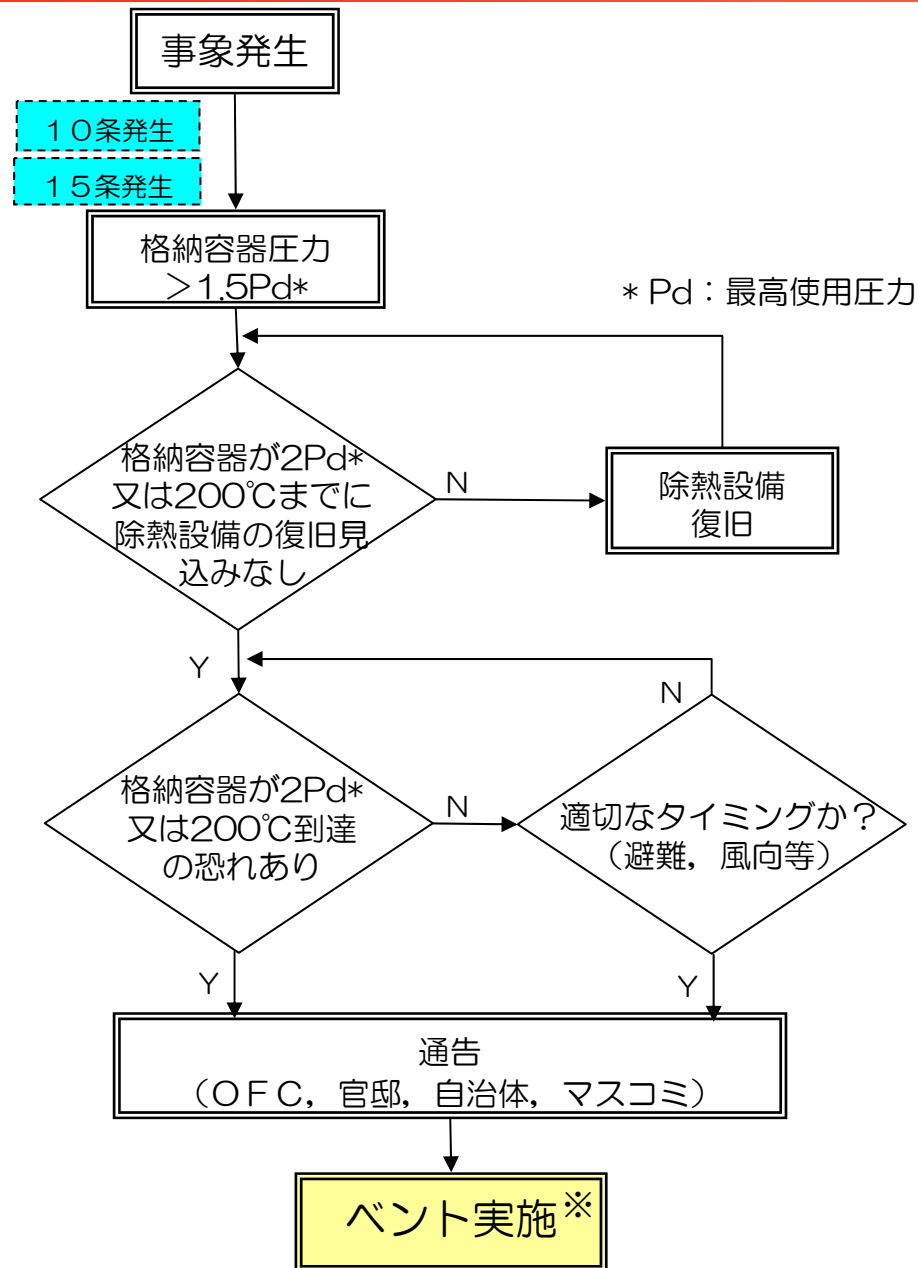 事象発生
１０条発生
１５条発生
格納容器圧力
＞1.5Pd*
* Pd：最高使用圧力
格納容器が2Pd*
又は200℃までに
除熱設備の復旧見
込みなし
N
除熱設備
復旧
Y
N
格納容器が2Pd*
又は200℃到達
の恐れあり
N
適切なタイミングか？
（避難，風向等）
Y
Y
通告
（ＯＦＣ，官邸，自治体，マスコミ）
ベント実施※